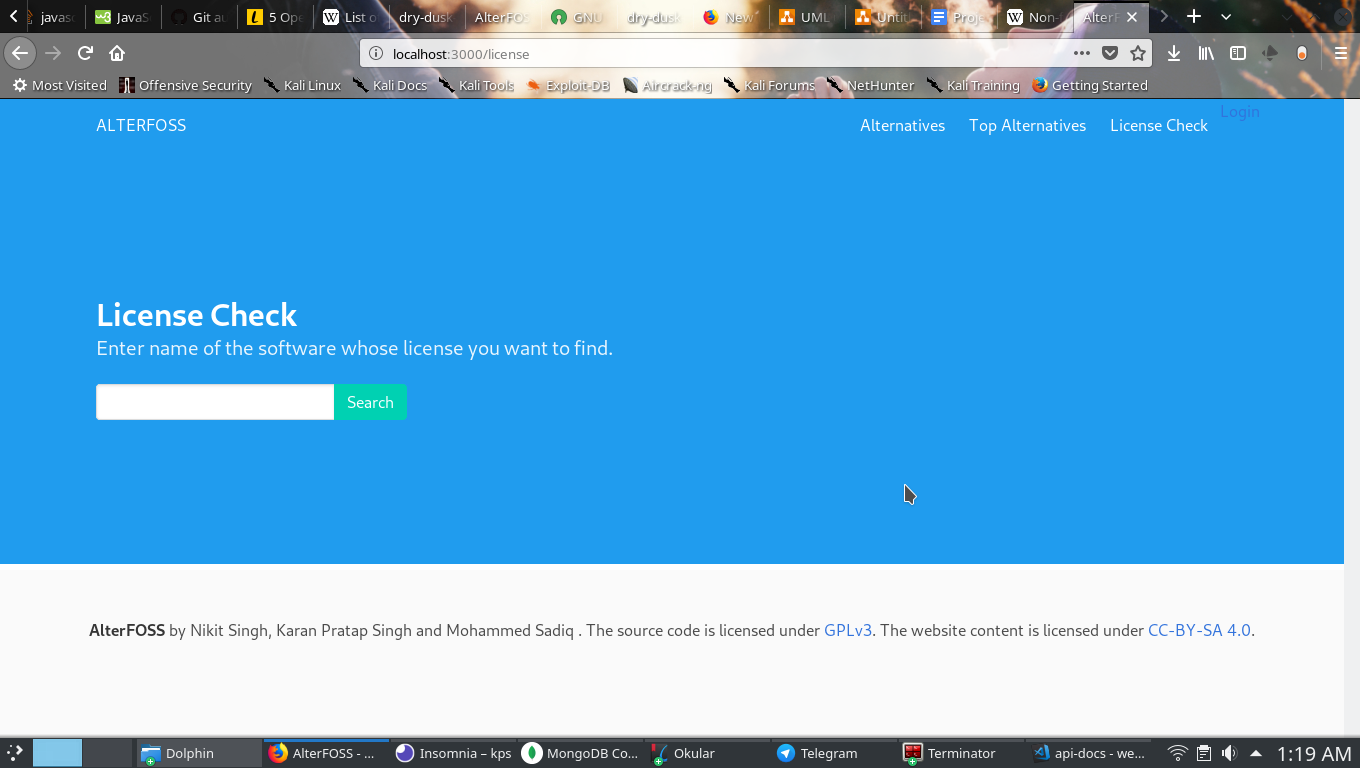 javasc
JavaSc
Git au
5 Ope
List o
dry-dusk
AlterFOS
GNU
dry-dusk
New
UML
Untit
Proje
Non-
AlterF
localhost:3000/license
Most Visited
Offensive Security
Kali Linux
Kali Docs
Kali Tools
Exploit-DB
Aircrack-ng
Kali Forums
NetHunter
Kali Training
Getting Started
ALTERFOSS
Alternatives
Top Alternatives
License Check
Login
License Check
Enter name of the software whose license you want to find.
Search
AlterFOSS by Nikit Singh, Karan Pratap Singh and Mohammed Sadiq . The source code is licensed under GPLv3. The website content is licensed under CC-BY-SA 4.0.
Dolphin
AlterFOSS - ...
Insomnia – kps
MongoDB Co...
Okular
Telegram
Terminator
api-docs - we...
1:19 AM